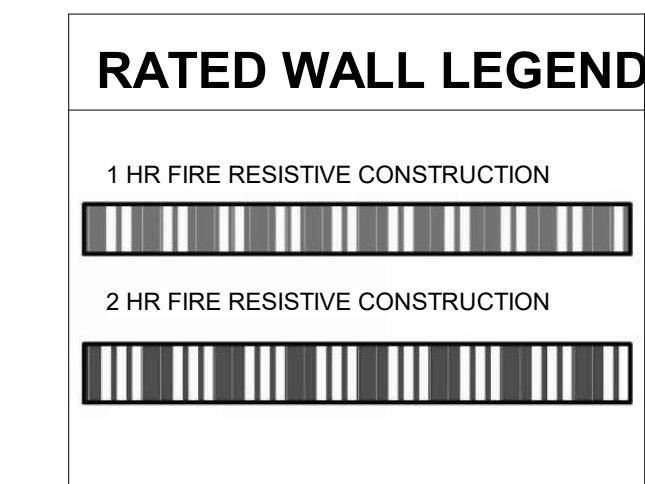 RATED WALL LEGEND
1 HR FIRE RESISTIVE CONSTRUCTION
2 HR FIRE RESISTIVE CONSTRUCTION